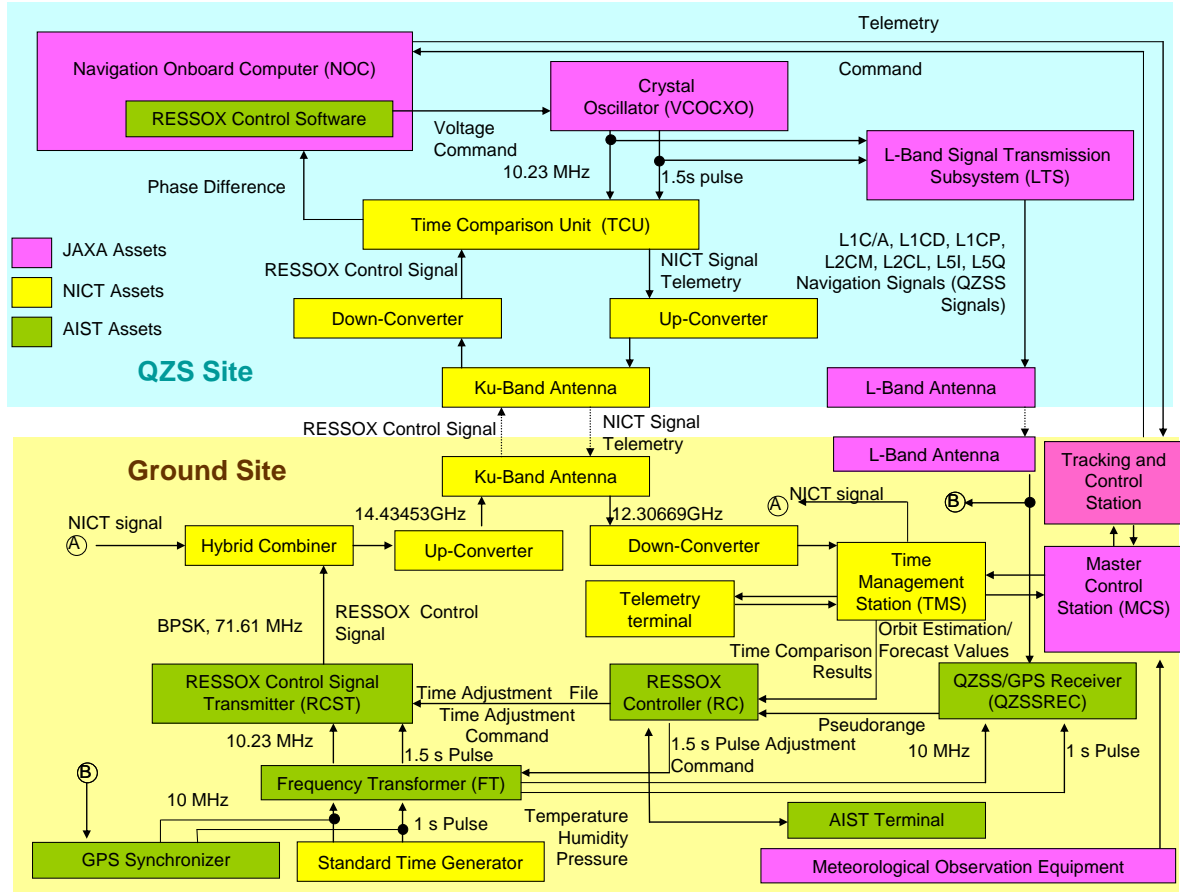 Telemetry
Navigation Onboard Computer (NOC)
Command
Crystal
Oscillator (VCOCXO)
RESSOX Control Software
Voltage
Command
10.23 MHz
1.5s pulse
L-Band Signal Transmission
Subsystem (LTS)
Phase Difference
Time Comparison Unit (TCU)
JAXA Assets
NICT Assets
AIST Assets
RESSOX Control Signal
NICT Signal
Telemetry
L1C/A, L1CD, L1CP,
L2CM, L2CL, L5I, L5Q
Navigation Signals (QZSS
Signals)
Down-Converter
Up-Converter
QZS Site
Ku-Band Antenna
L-Band Antenna
RESSOX Control Signal
NICT Signal
Telemetry
Ground Site
L-Band Antenna
Ku-Band Antenna
Tracking and
Control
Station
NICT signal
A
14.43453GHz
12.30669GHz
A
NICT signal
B
Hybrid Combiner
Up-Converter
Down-Converter
Time
Management
Station (TMS)
Master
Control
Station (MCS)
Telemetry
terminal
RESSOX Control
Signal
BPSK, 71.61 MHz
Orbit Estimation/
Forecast Values
Time Comparison
Results
RESSOX Control Signal
Transmitter (RCST)
Time Adjustment File
Time Adjustment
Command
RESSOX
Controller (RC)
QZSS/GPS Receiver
(QZSSREC)
Pseudorange
10.23 MHz
1.5 s Pulse
1.5 s Pulse Adjustment
Command
10 MHz
1 s Pulse
B
Frequency Transformer (FT)
10 MHz
1 s Pulse
Temperature
Humidity
Pressure
AIST Terminal
GPS Synchronizer
Standard Time Generator
Meteorological Observation Equipment